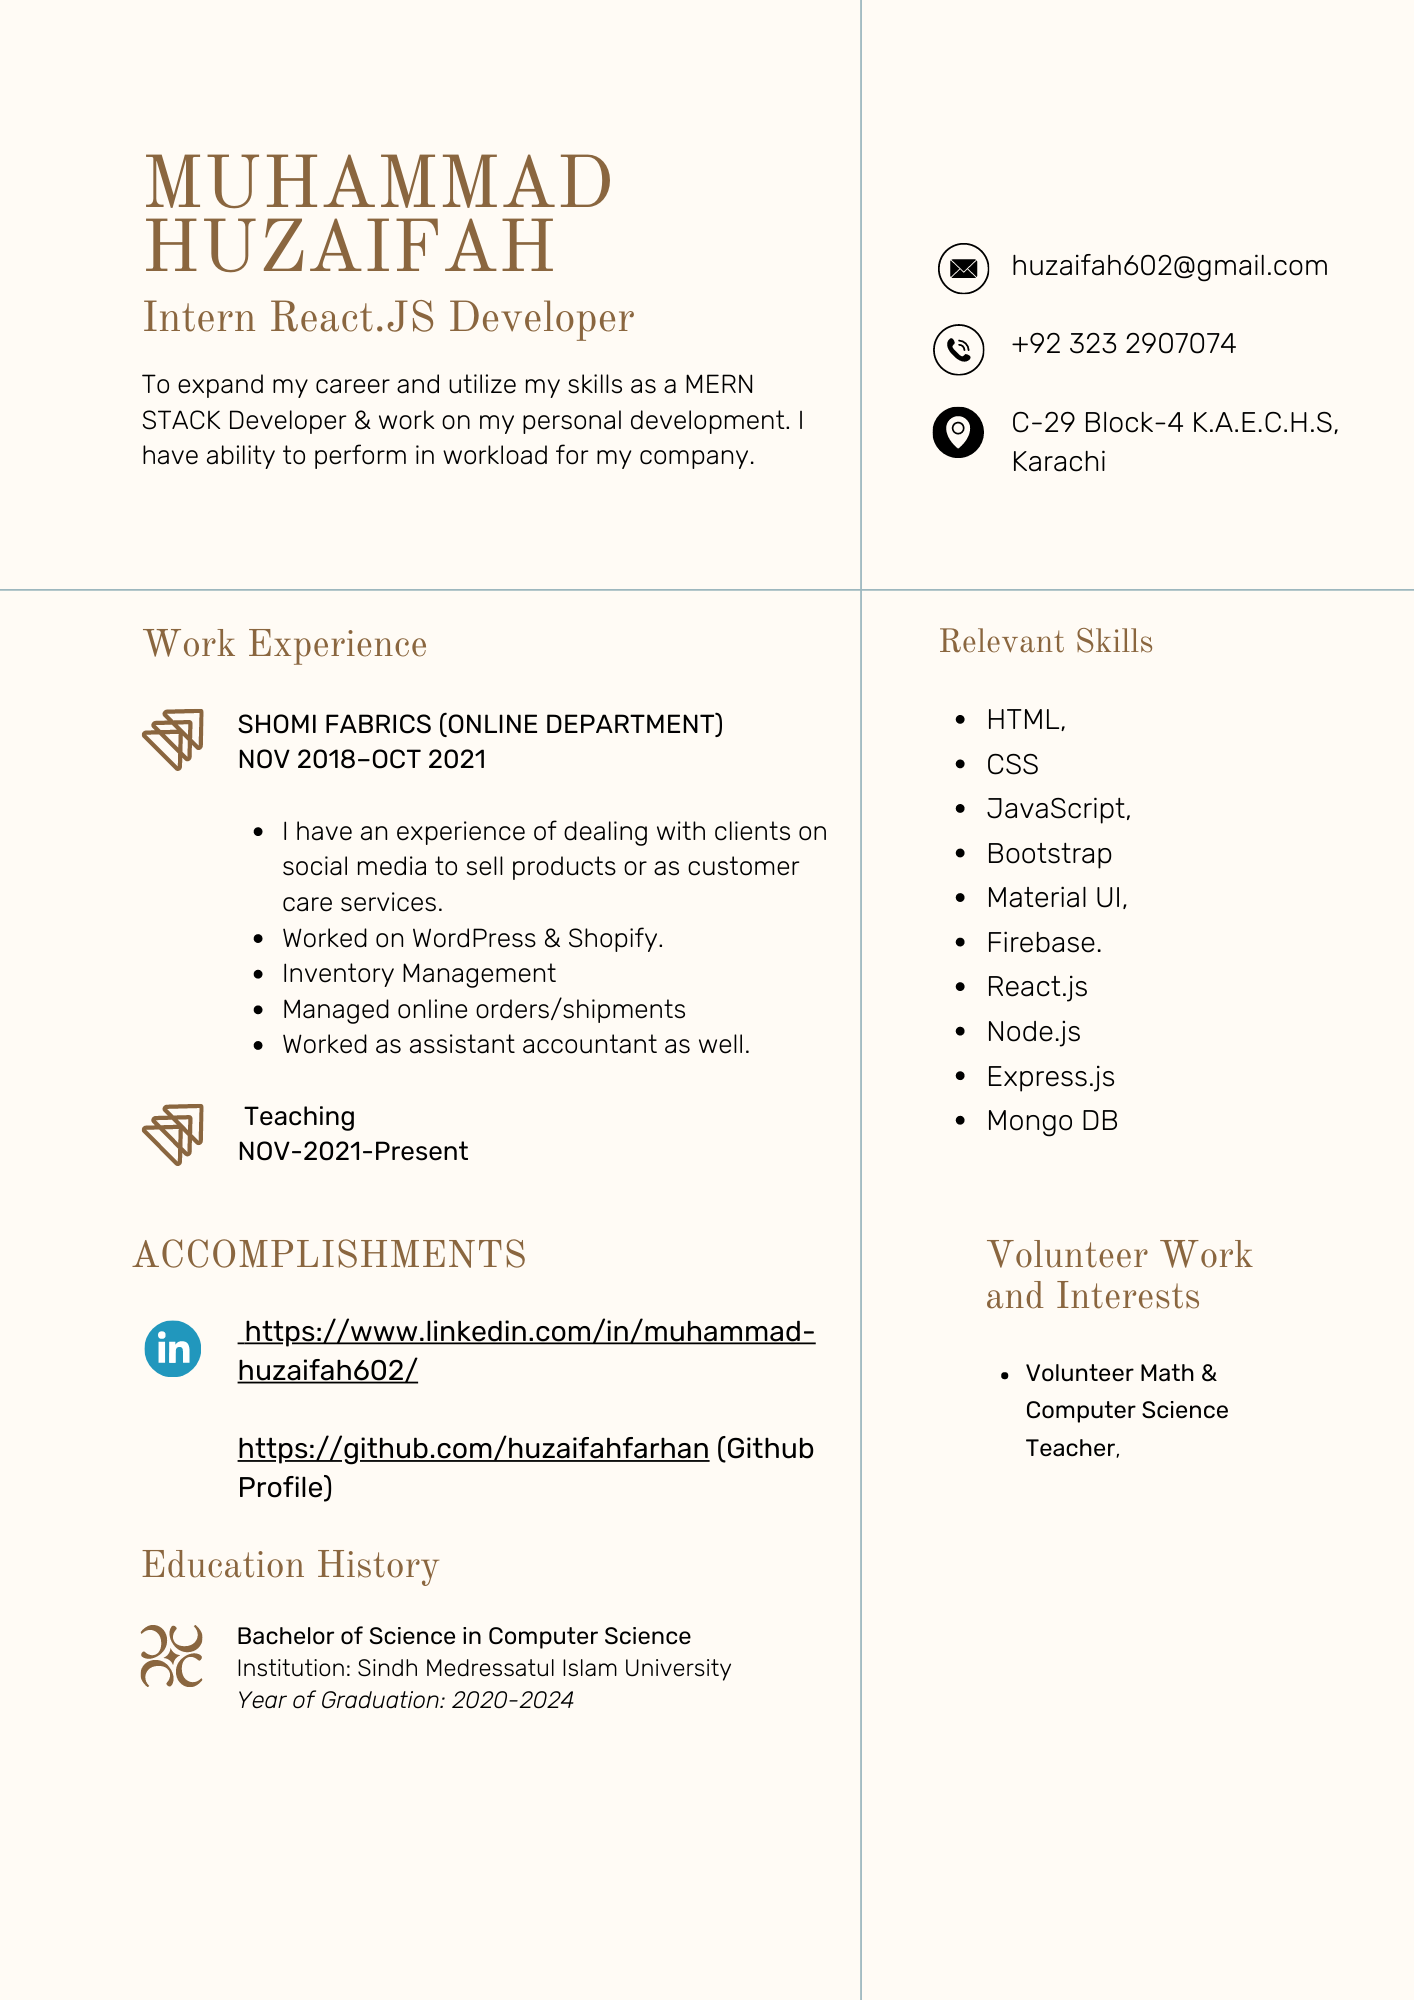 MUHAMMAD
HUZAIFAH
Intern React.JS Developer
To expand my career and utilize my skills as a MERN
STACK Developer & work on my personal development. I
have ability to perform in workload for my company.
huzaifah602@gmail.com
+92 323 2907074
C-29 Block-4 K.A.E.C.H.S,
Karachi
Work Experience
SHOMI FABRICS (ONLINE DEPARTMENT)
NOV 2018–OCT 2021
• I have an experience of dealing with clients on
social media to sell products or as customer
care services.
• Worked on WordPress & Shopify.
• Inventory Management
• Managed online orders/shipments
• Worked as assistant accountant as well.
Teaching
NOV-2021-Present
ACCOMPLISHMENTS
in
https://www.linkedin.com/in/muhammad-
huzaifah602/
https://github.com/huzaifahfarhan (Github
Profile)
Education History
Bachelor of Science in Computer Science
Institution: Sindh Medressatul Islam University
Year of Graduation: 2020-2024
Relevant Skills
• HTML,
• CSS
• JavaScript,
• Bootstrap
• Material UI,
• Firebase.
• React.js
• Node.js
• Express.js
• Mongo DB
Volunteer Work
and Interests
• Volunteer Math &
Computer Science
Teacher,